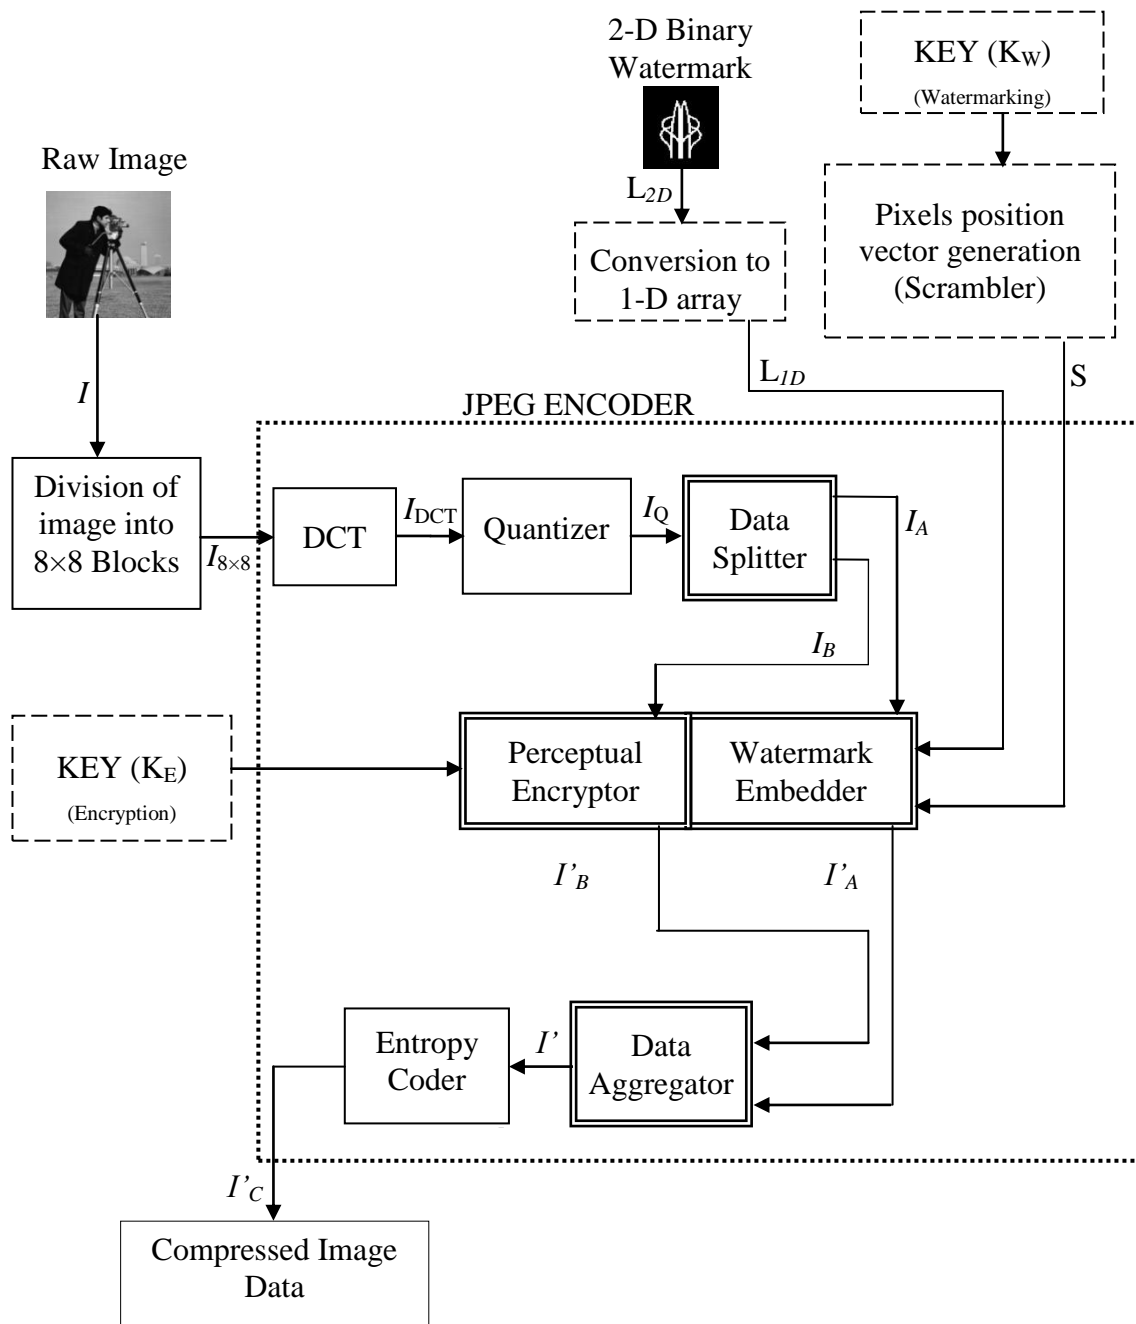 2-D Binary
Watermark
KEY (K_W)
(Watermarking)
Raw Image
L_2D
Pixels position
vector generation
(Scrambler)
Conversion to
1-D array
I
L_1D
S
JPEG ENCODER
Division of
image into
8×8 Blocks
I_8×8
DCT
I_DCT
Quantizer
I_Q
Data
Splitter
I_A
I_B
KEY (K_E)
(Encryption)
Perceptual
Encryptor
Watermark
Embedder
I’_B
I’_A
Entropy
Coder
I’
Data
Aggregator
I’_C
Compressed Image
Data